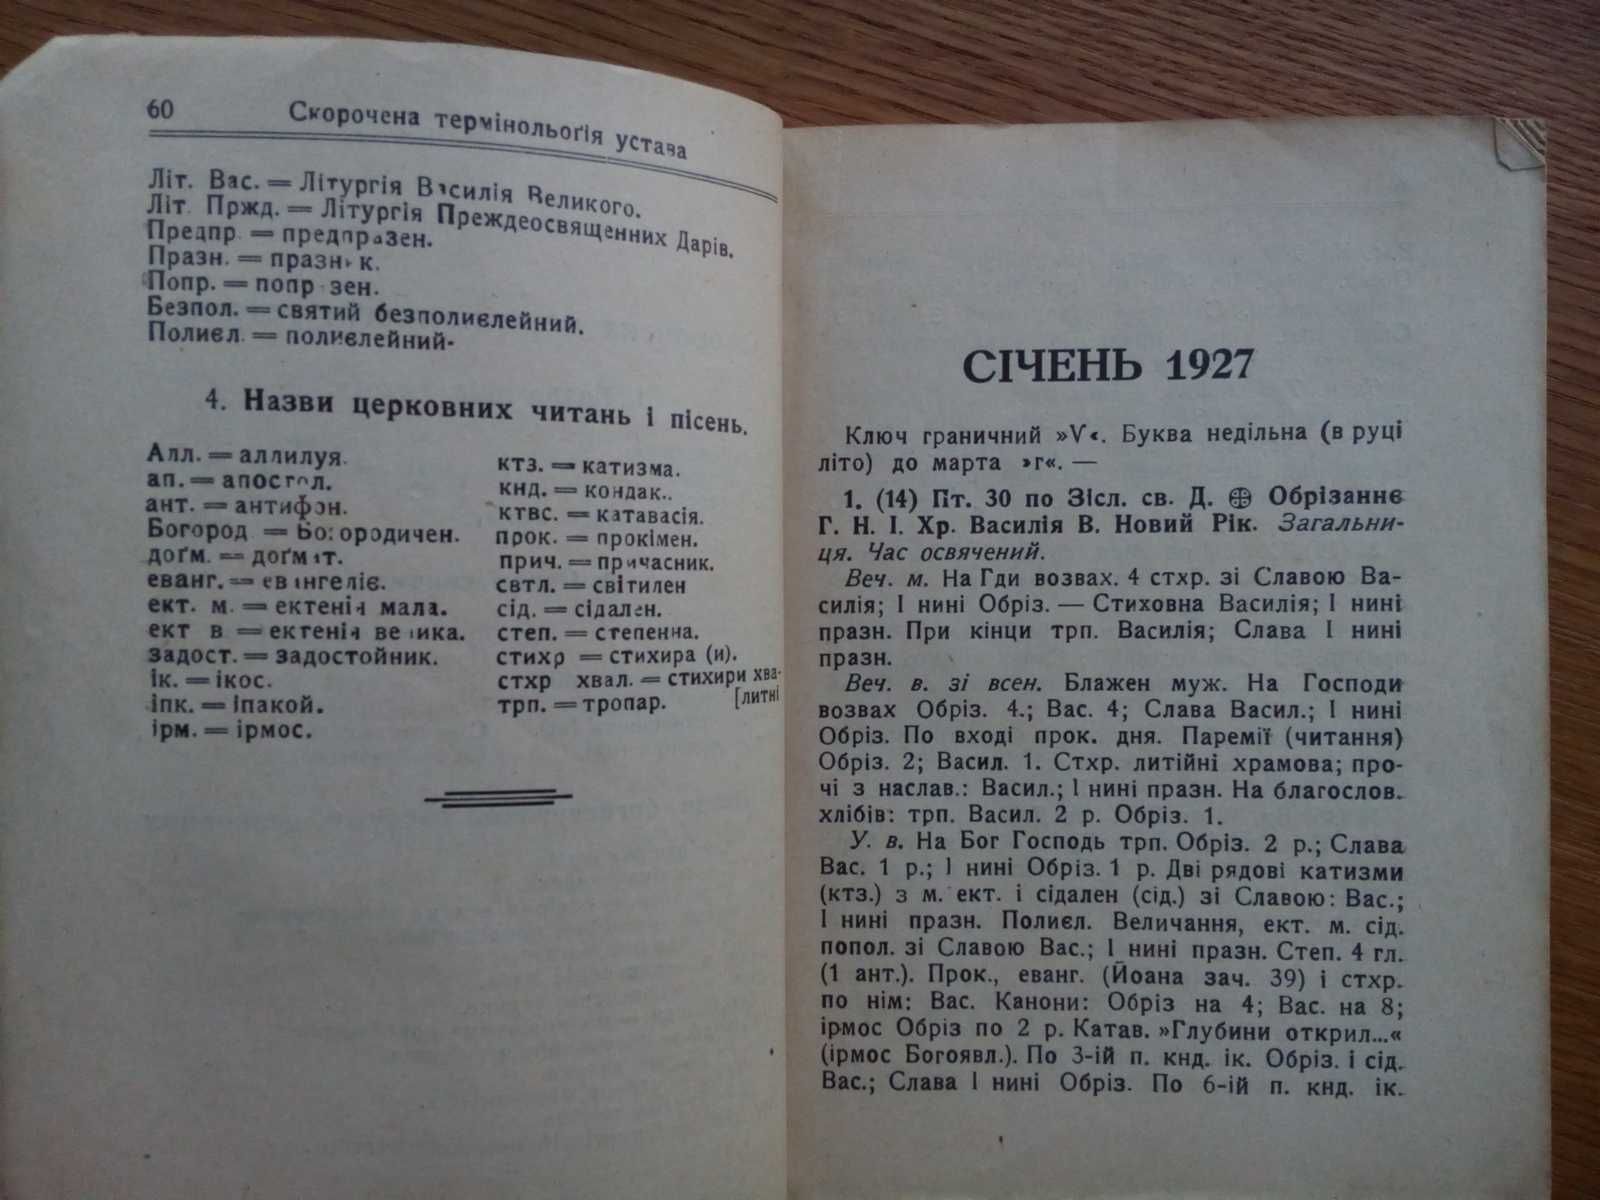 60 Скорочена термінольоґія устава
Літ. Вас. = Літургія Василія Великого.
Літ. Пржд. = Літургія Преждеосвященних Дарів.
Предпр. = предпразен.
Празн. = празник.
Попр. = попр зен.
Безпол. = святий безполиєлейний.
Полиєл. = полиєлейний.
4. Назви церковних читань і пісень.
Алл. = аллилуя.
ап. = апостол.
ант. = антифон.
Богород = Богородичен.
доґм. = доґмат.
еванг. = евангеліє.
ект. м. = ектенія мала.
ект в = ектенія велика.
задост. = задостойник.
ік. = ікос.
іпк. = іпакой.
ірм. = ірмос.
ктз. = катизма.
кнд. = кондак..
ктвс. = катавасія.
прок. = прокімен.
прич. = причасник.
свтл. = світилен
сід. = сідален.
степ. = степенна.
стихр = стихира (и).
стхр хвал. = стихири хва-
трп. = тропар. [литні
СІЧЕНЬ 1927
Ключ граничний »Ѵ«. Буква недільна (в руці
літо) до марта »г«. —
1. (14) Пт. 30 по Зісл. св. Д. 🕀 Обрізаннє
Г. Н. І. Хр. Василія В. Новий Рік. Загальни-
ця. Час освячений.
Веч. м. На Гди возвах. 4 стхр. зі Славою Ва-
силія; І нині Обріз. — Стиховна Василія; І нині
празн. При кінци трп. Василія; Слава І нині
празн.
Веч. в. зі всен. Блажен муж. На Господи
возвах Обріз. 4.; Вас. 4; Слава Васил.; І нині
Обріз. По вході прок. дня. Паремії (читання)
Обріз. 2; Васил. 1. Стхр. литійні храмова; про-
чі з наслав.: Васил.; І нині празн. На благослов.
хлібів: трп. Васил. 2 р. Обріз. 1.
У. в. На Бог Господь трп. Обріз. 2 р.; Слава
Вас. 1 р.; І нині Обріз. 1 р. Дві рядові катизми
(ктз.) з м. ект. і сідален (сід.) зі Славою: Вас.;
І нині празн. Полиєл. Величання, ект. м. сід.
попол. зі Славою Вас.; І нині празн. Степ. 4 гл.
(1 ант.). Прок., еванг. (Йоана зач. 39) і стхр.
по нім: Вас. Канони: Обріз на 4; Вас. на 8;
ірмос Обріз по 2 р. Катав. »Глубини открил...«
(ірмос Богоявл.). По 3-ій п. кнд. ік. Обріз. і сід.
Вас.; Слава І нині Обріз. По 6-ій п. кнд. ік.